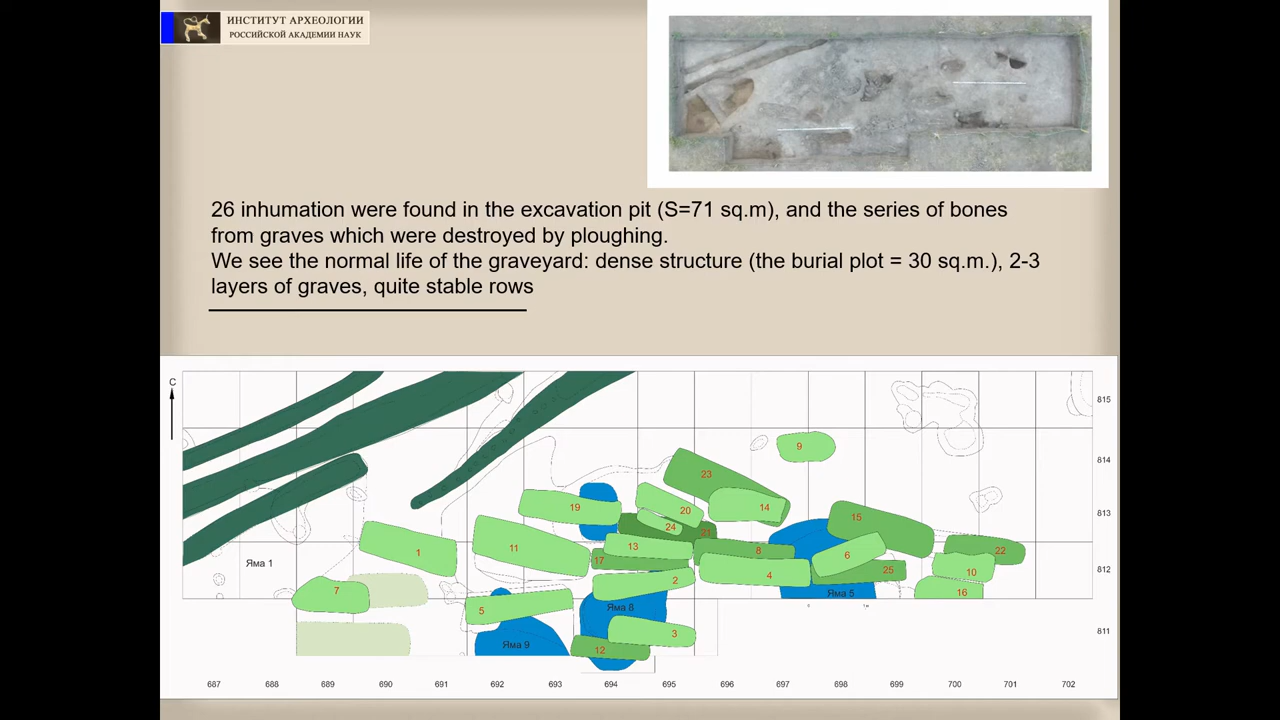 ИНСТИТУТ АРХЕОЛОГИИ
РОССИЙСКОЙ АКАДЕМИИ НАУК
26 inhumation were found in the excavation pit (S=71 sq.m), and the series of bones
from graves which were destroyed by ploughing.
We see the normal life of the graveyard: dense structure (the burial plot = 30 sq.m.), 2-3
layers of graves, quite stable rows
С
815
9
814
23
20
14
19
15
813
24
21
13
11
1
8
6
22
17
Яма 1
4
25
10
812
2
7
Яма 5
16
5
Яма 8
3
811
Яма 9
12
687 688 689 690 691 692 693 694 695 696 697 698 699 700 701 702